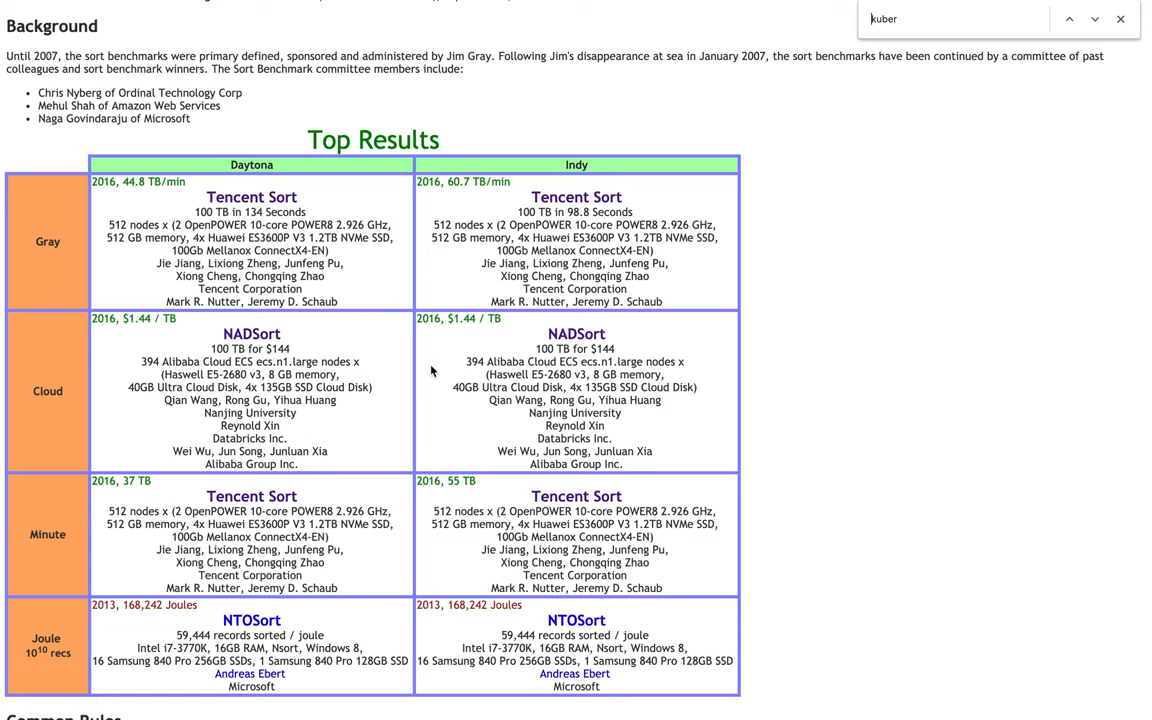 kuber
Background
Until 2007, the sort benchmarks were primary defined, sponsored and administered by Jim Gray. Following Jim's disappearance at sea in January 2007, the sort benchmarks have been continued by a committee of past
colleagues and sort benchmark winners. The Sort Benchmark committee members include:
• Chris Nyberg of Ordinal Technology Corp
• Mehul Shah of Amazon Web Services
• Naga Govindaraju of Microsoft
Top Results
Daytona Indy
Gray
2016, 44.8 TB/min
Tencent Sort
100 TB in 134 Seconds
512 nodes x (2 OpenPOWER 10-core POWER8 2.926 GHz,
512 GB memory, 4x Huawei ES3600P V3 1.2TB NVMe SSD,
100Gb Mellanox ConnectX4-EN)
Jie Jiang, Lixiong Zheng, Junfeng Pu,
Xiong Cheng, Chongqing Zhao
Tencent Corporation
Mark R. Nutter, Jeremy D. Schaub
2016, 60.7 TB/min
Tencent Sort
100 TB in 98.8 Seconds
512 nodes x (2 OpenPOWER 10-core POWER8 2.926 GHz,
512 GB memory, 4x Huawei ES3600P V3 1.2TB NVMe SSD,
100Gb Mellanox ConnectX4-EN)
Jie Jiang, Lixiong Zheng, Junfeng Pu,
Xiong Cheng, Chongqing Zhao
Tencent Corporation
Mark R. Nutter, Jeremy D. Schaub
Cloud
2016, $1.44 / TB
NADSort
100 TB for $144
394 Alibaba Cloud ECS ecs.n1.large nodes x
(Haswell E5-2680 v3, 8 GB memory,
40GB Ultra Cloud Disk, 4x 135GB SSD Cloud Disk)
Qian Wang, Rong Gu, Yihua Huang
Nanjing University
Reynold Xin
Databricks Inc.
Wei Wu, Jun Song, Junluan Xia
Alibaba Group Inc.
2016, $1.44 / TB
NADSort
100 TB for $144
394 Alibaba Cloud ECS ecs.n1.large nodes x
(Haswell E5-2680 v3, 8 GB memory,
40GB Ultra Cloud Disk, 4x 135GB SSD Cloud Disk)
Qian Wang, Rong Gu, Yihua Huang
Nanjing University
Reynold Xin
Databricks Inc.
Wei Wu, Jun Song, Junluan Xia
Alibaba Group Inc.
Minute
2016, 37 TB
Tencent Sort
512 nodes x (2 OpenPOWER 10-core POWER8 2.926 GHz,
512 GB memory, 4x Huawei ES3600P V3 1.2TB NVMe SSD,
100Gb Mellanox ConnectX4-EN)
Jie Jiang, Lixiong Zheng, Junfeng Pu,
Xiong Cheng, Chongqing Zhao
Tencent Corporation
Mark R. Nutter, Jeremy D. Schaub
2016, 55 TB
Tencent Sort
512 nodes x (2 OpenPOWER 10-core POWER8 2.926 GHz,
512 GB memory, 4x Huawei ES3600P V3 1.2TB NVMe SSD,
100Gb Mellanox ConnectX4-EN)
Jie Jiang, Lixiong Zheng, Junfeng Pu,
Xiong Cheng, Chongqing Zhao
Tencent Corporation
Mark R. Nutter, Jeremy D. Schaub
Joule
10^10 recs
2013, 168,242 Joules
NTOSort
59,444 records sorted / joule
Intel i7-3770K, 16GB RAM, Nsort, Windows 8,
16 Samsung 840 Pro 256GB SSDs, 1 Samsung 840 Pro 128GB SSD
Andreas Ebert
Microsoft
2013, 168,242 Joules
NTOSort
59,444 records sorted / joule
Intel i7-3770K, 16GB RAM, Nsort, Windows 8,
16 Samsung 840 Pro 256GB SSDs, 1 Samsung 840 Pro 128GB SSD
Andreas Ebert
Microsoft
Common Rules